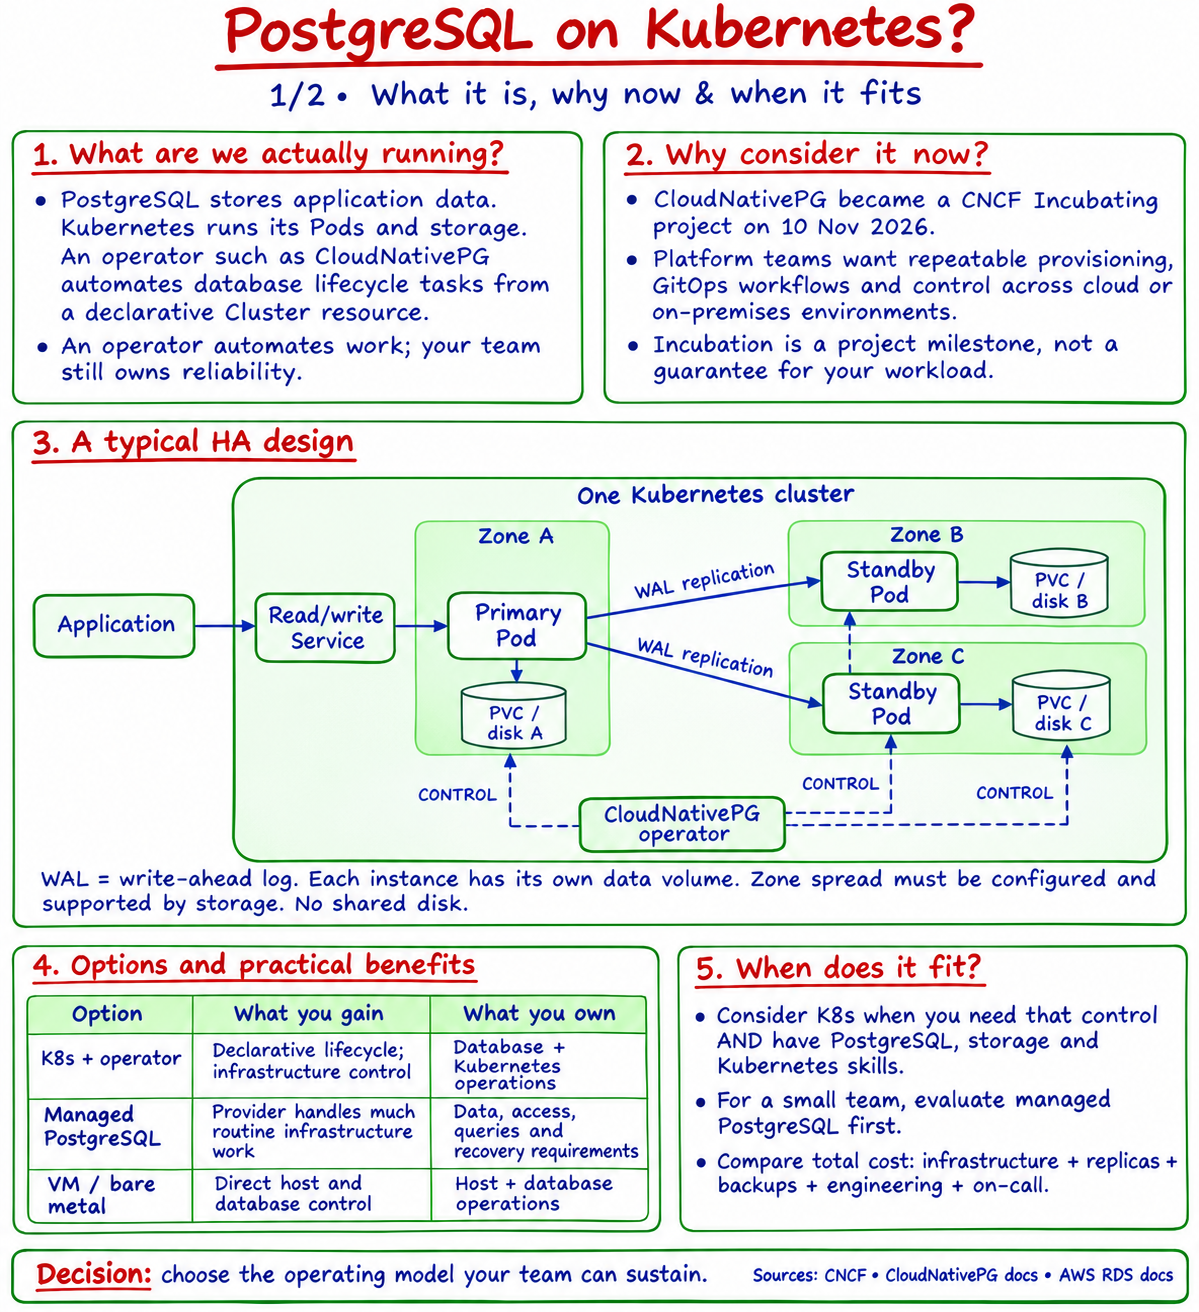 PostgreSQL on Kubernetes?
1/2 • What it is, why now & when it fits
1. What are we actually running?
• PostgreSQL stores application data.
Kubernetes runs its Pods and storage.
An operator such as CloudNativePG
automates database lifecycle tasks from
a declarative Cluster resource.
• An operator automates work; your team
still owns reliability.
2. Why consider it now?
• CloudNativePG became a CNCF Incubating
project on 10 Nov 2026.
• Platform teams want repeatable provisioning,
GitOps workflows and control across cloud or
on-premises environments.
• Incubation is a project milestone, not a
guarantee for your workload.
3. A typical HA design
One Kubernetes cluster
Application
Read/write
Service
Zone A
Primary
Pod
PVC /
disk A
WAL replication
WAL replication
Zone B
Standby
Pod
PVC /
disk B
Zone C
Standby
Pod
PVC /
disk C
CONTROL
CloudNativePG
operator
CONTROL
CONTROL
WAL = write-ahead log. Each instance has its own data volume. Zone spread must be configured and
supported by storage. No shared disk.
4. Options and practical benefits
Option
What you gain
What you own
K8s + operator
Declarative lifecycle;
infrastructure control
Database +
Kubernetes
operations
Managed
PostgreSQL
Provider handles much
routine infrastructure
work
Data, access,
queries and
recovery requirements
VM / bare
metal
Direct host and
database control
Host + database
operations
5. When does it fit?
• Consider K8s when you need that control
AND have PostgreSQL, storage and
Kubernetes skills.
• For a small team, evaluate managed
PostgreSQL first.
• Compare total cost: infrastructure + replicas +
backups + engineering + on-call.
Decision: choose the operating model your team can sustain.
Sources: CNCF • CloudNativePG docs • AWS RDS docs